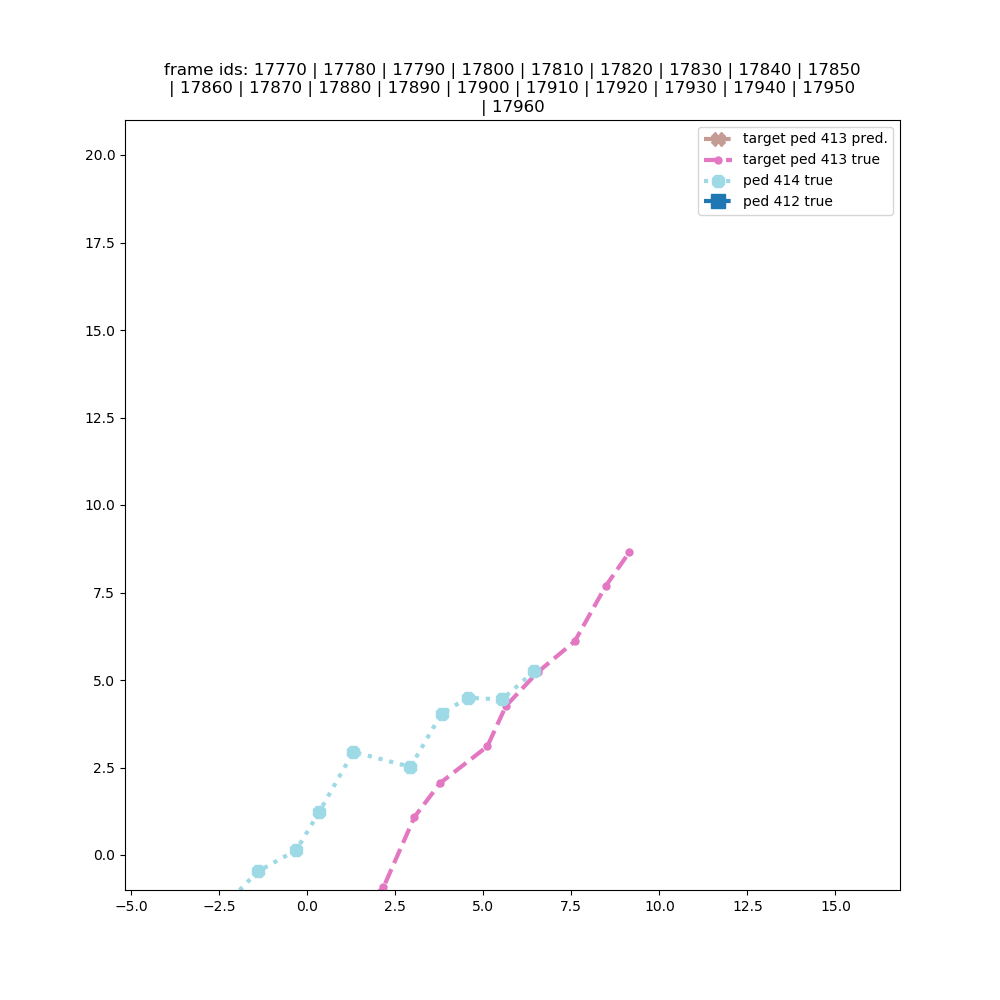 frame ids: 17770 | 17780 | 17790 | 17800 | 17810 | 17820 | 17830 | 17840 | 17850
| 17860 | 17870 | 17880 | 17890 | 17900 | 17910 | 17920 | 17930 | 17940 | 17950
| 17960
target ped 413 pred.
target ped 413 true
ped 414 true
ped 412 true
20.0
17.5
15.0
12.5
10.0
7.5
5.0
2.5
0.0
−5.0 −2.5 0.0 2.5 5.0 7.5 10.0 12.5 15.0